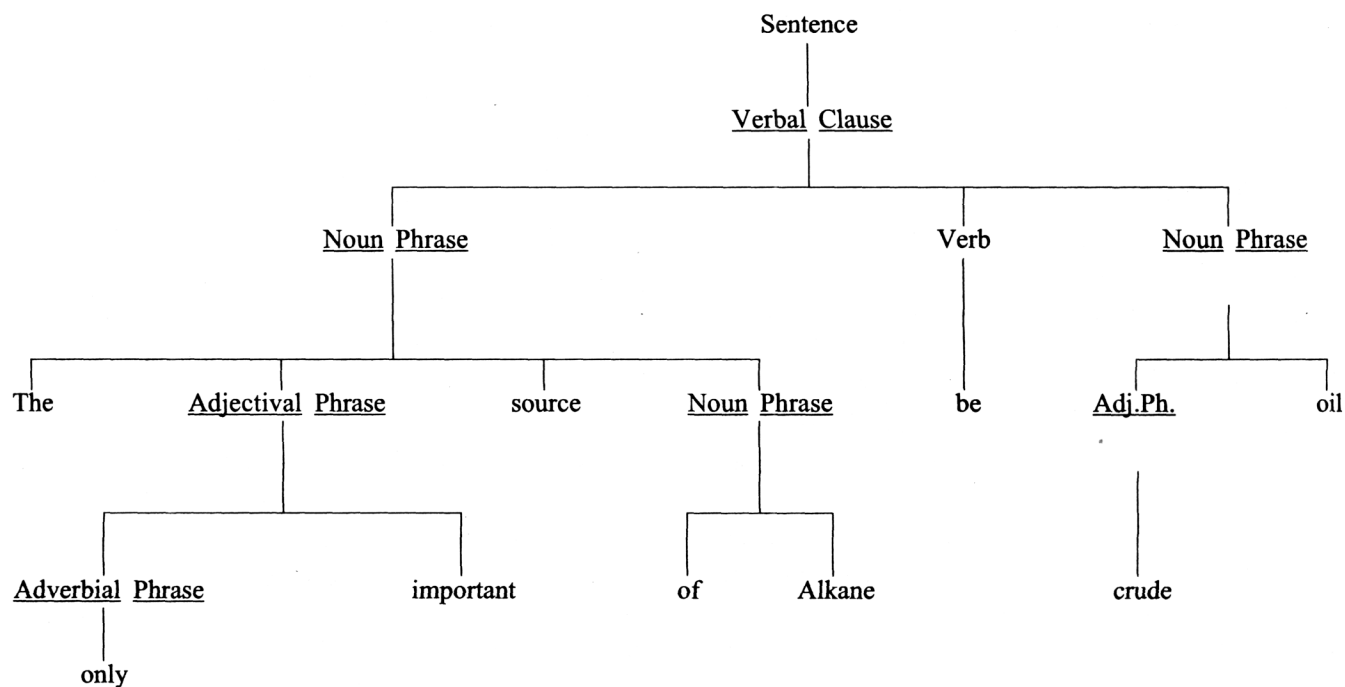 Sentence
Verbal Clause
Noun Phrase Verb Noun Phrase
The Adjectival Phrase source Noun Phrase be Adj.Ph. oil
Adverbial Phrase important of Alkane crude
only